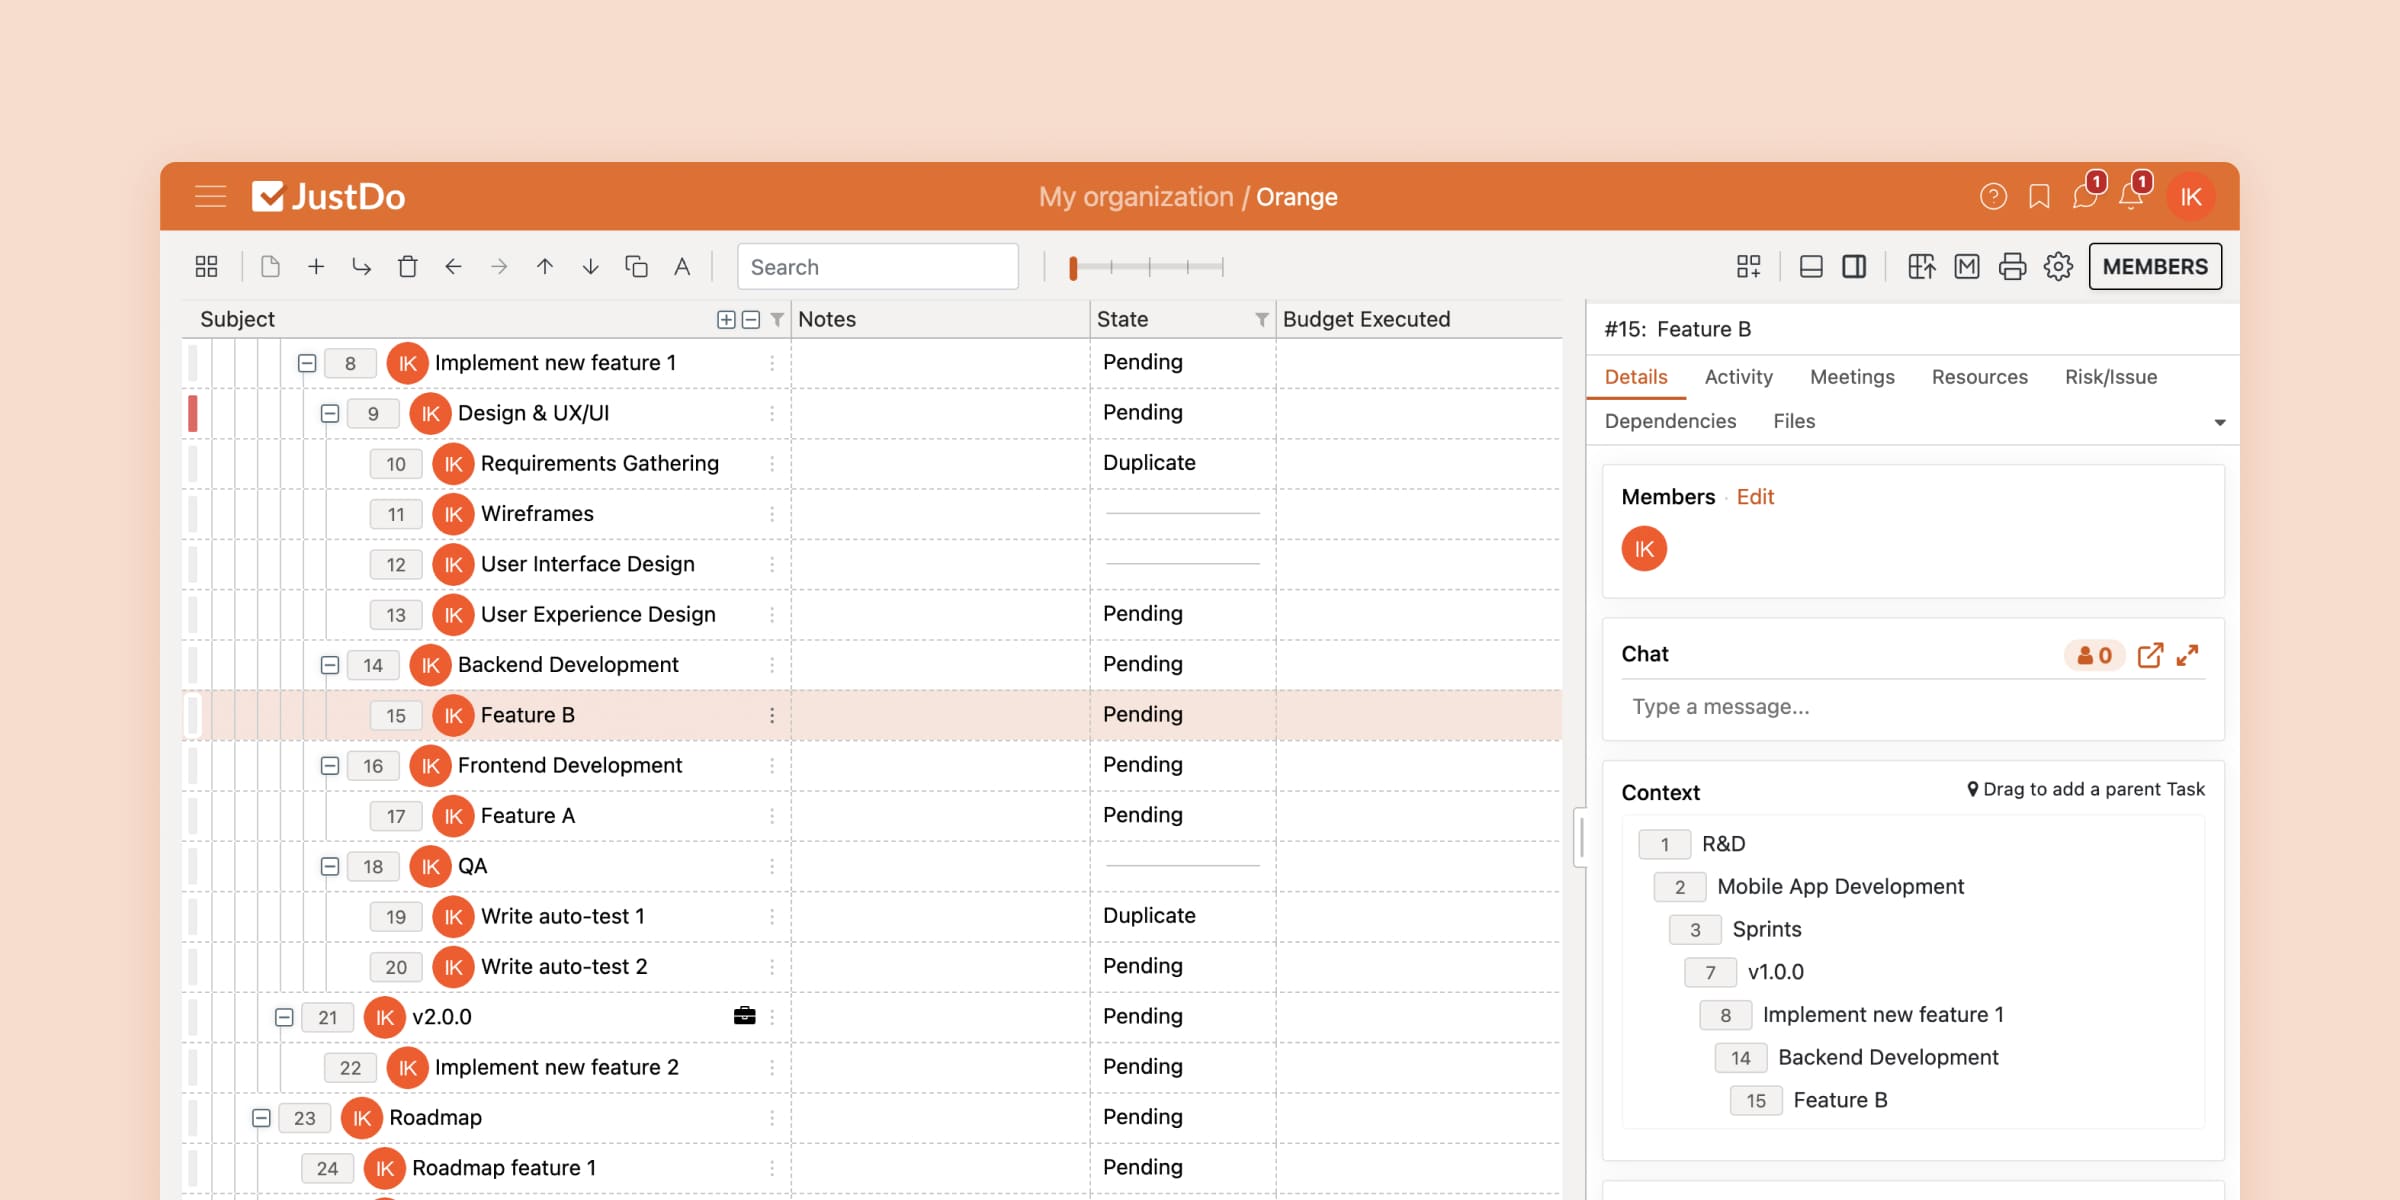 JustDo
My organization / Orange
1
1
IK
Search
MEMBERS
Subject
Notes
State
Budget Executed
8 IK Implement new feature 1 Pending
9 IK Design & UX/UI Pending
10 IK Requirements Gathering Duplicate
11 IK Wireframes
12 IK User Interface Design
13 IK User Experience Design Pending
14 IK Backend Development Pending
15 IK Feature B Pending
16 IK Frontend Development Pending
17 IK Feature A Pending
18 IK QA
19 IK Write auto-test 1 Duplicate
20 IK Write auto-test 2 Pending
21 IK v2.0.0 Pending
22 IK Implement new feature 2 Pending
23 IK Roadmap Pending
24 IK Roadmap feature 1 Pending
#15: Feature B
Details Activity Meetings Resources Risk/Issue
Dependencies Files
Members · Edit
IK
Chat
0
Type a message...
Context
Drag to add a parent Task
1 R&D
2 Mobile App Development
3 Sprints
7 v1.0.0
8 Implement new feature 1
14 Backend Development
15 Feature B